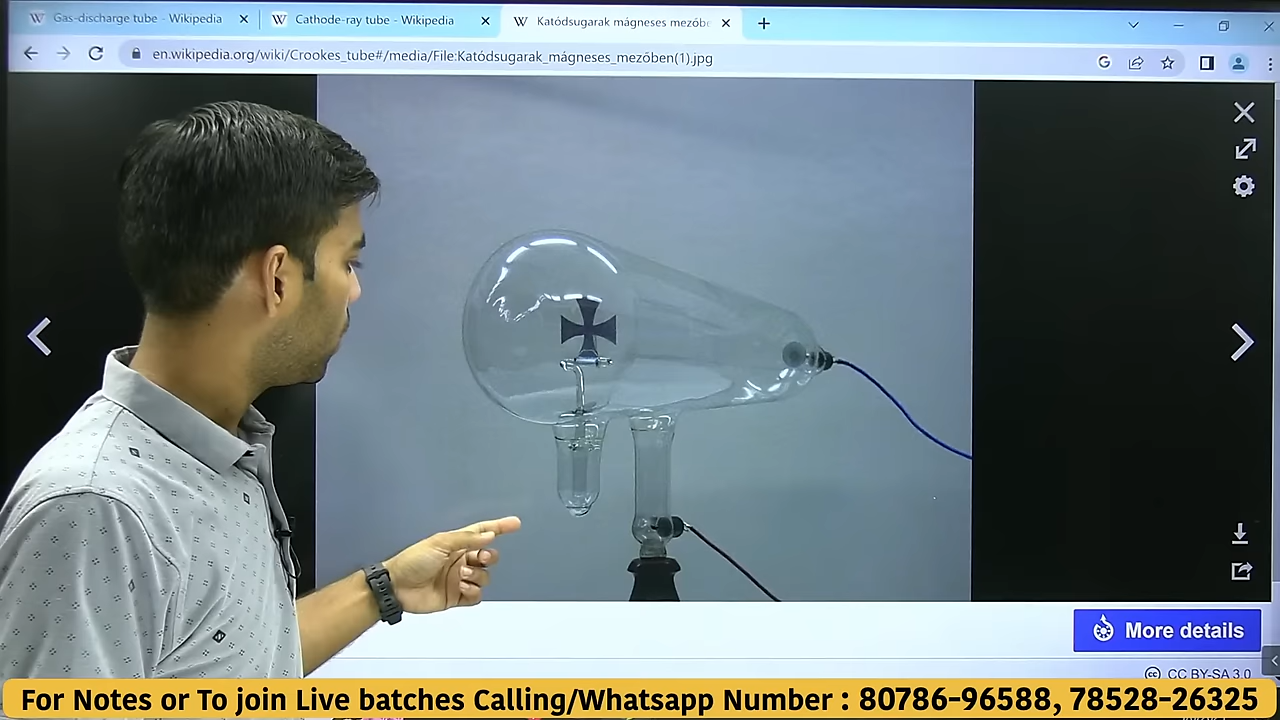 Gas-discharge tube - Wikipedia
Cathode-ray tube - Wikipedia
Katódsugarak mágneses mezőbe
en.wikipedia.org/wiki/Crookes_tube#/media/File:Katódsugarak_mágneses_mezőben(1).jpg
More details
CC BY-SA 3.0
For Notes or To join Live batches Calling/Whatsapp Number : 80786-96588, 78528-26325